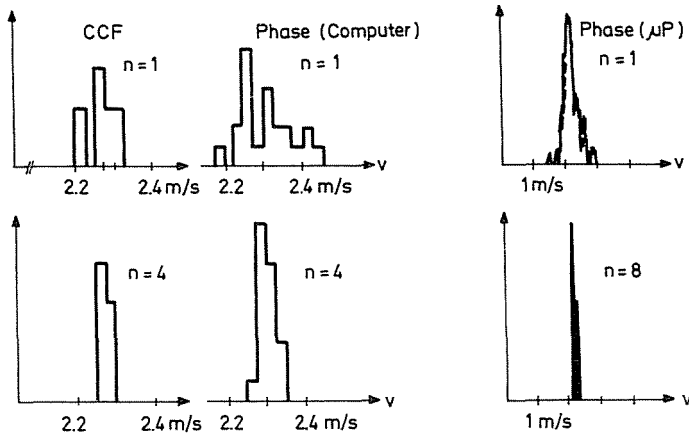 CCF
n=1
2.2 2.4 m/s
Phase (Computer)
n=1
2.2 2.4 m/s v
Phase (μP)
n=1
1 m/s v
n=4
2.2 2.4 m/s
n=4
2.2 2.4 m/s v
n=8
1 m/s v